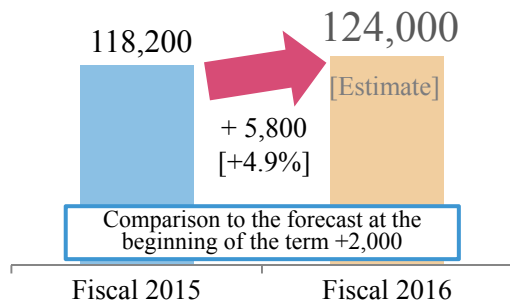 118,200
124,000
[Estimate]
+ 5,800
[+4.9%]
Comparison to the forecast at the
beginning of the term +2,000
Fiscal 2015
Fiscal 2016